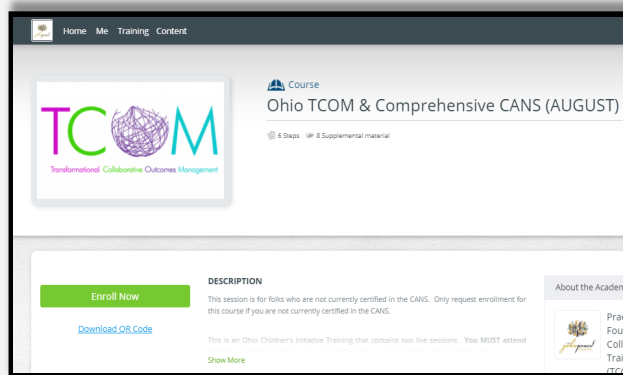 Home Me Training Content
Course
Ohio TCOM & Comprehensive CANS (AUGUST)
6 Steps 8 Supplemental material
TCOM
Transformational Collaborative Outcomes Management
Enroll Now
Download QR Code
DESCRIPTION
This session is for folks who are not currently certified in the CANS. Only request enrollment for
this course if you are not currently certified in the CANS.
This is an Ohio Children's Initiative Training that contains two live sessions. You MUST attend
Show More
About the Academ
Prac
Foun
Coll
Trai
(TCO